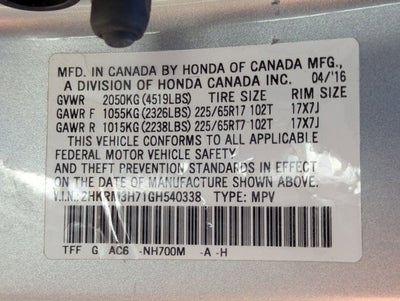 MFD. IN CANADA BY HONDA OF CANADA MFG.,
A DIVISION OF HONDA CANADA INC. 04/'16
GVWR 2050KG(4519LBS) TIRE SIZE RIM SIZE
GAWR F 1055KG(2326LBS) 225/65R17 102T 17X7J
GAWR R 1015KG(2238LBS) 225/65R17 102T 17X7J
THIS VEHICLE CONFORMS TO ALL APPLICABLE
FEDERAL MOTOR VEHICLE SAFETY
AND THEFT PREVENTION STANDARDS IN EFFECT ON
THE DATE OF MANUFACTURE SHOWN ABOVE.
V.I.N.: 2HKRM3H71GH540338 TYPE: MPV
TFF G AC6 -NH700M -A -H